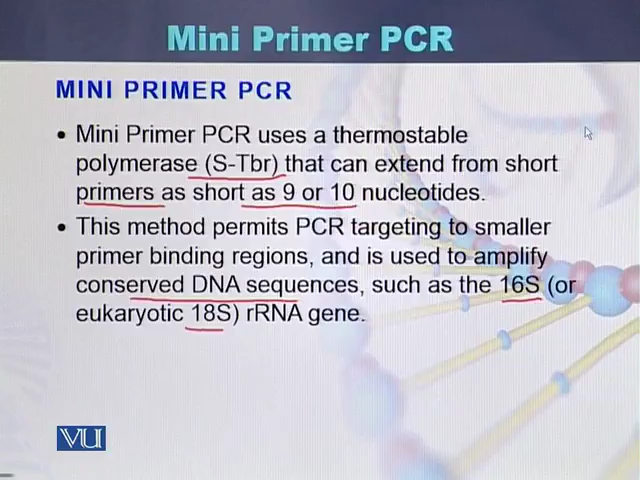 Mini Primer PCR
MINI PRIMER PCR
• Mini Primer PCR uses a thermostable
polymerase (S-Tbr) that can extend from short
primers as short as 9 or 10 nucleotides.
• This method permits PCR targeting to smaller
primer binding regions, and is used to amplify
conserved DNA sequences, such as the 16S (or
eukaryotic 18S) rRNA gene.
VU